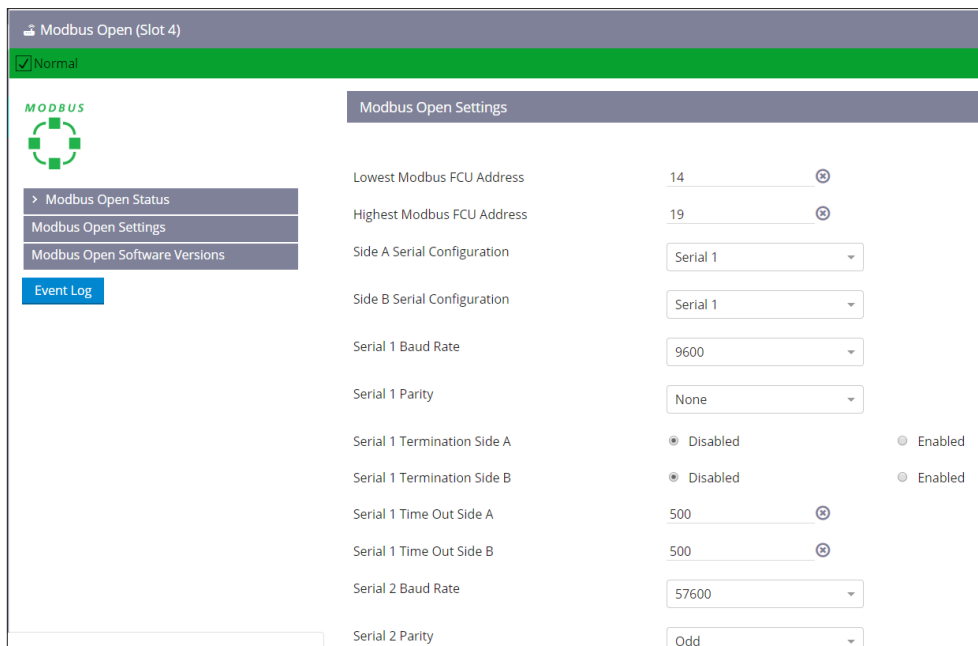 Modbus Open (Slot 4)
Normal
MODBUS
> Modbus Open Status
Modbus Open Settings
Modbus Open Software Versions
Event Log
Modbus Open Settings
Lowest Modbus FCU Address 14
Highest Modbus FCU Address 19
Side A Serial Configuration Serial 1
Side B Serial Configuration Serial 1
Serial 1 Baud Rate 9600
Serial 1 Parity None
Serial 1 Termination Side A Disabled Enabled
Serial 1 Termination Side B Disabled Enabled
Serial 1 Time Out Side A 500
Serial 1 Time Out Side B 500
Serial 2 Baud Rate 57600
Serial 2 Parity Odd